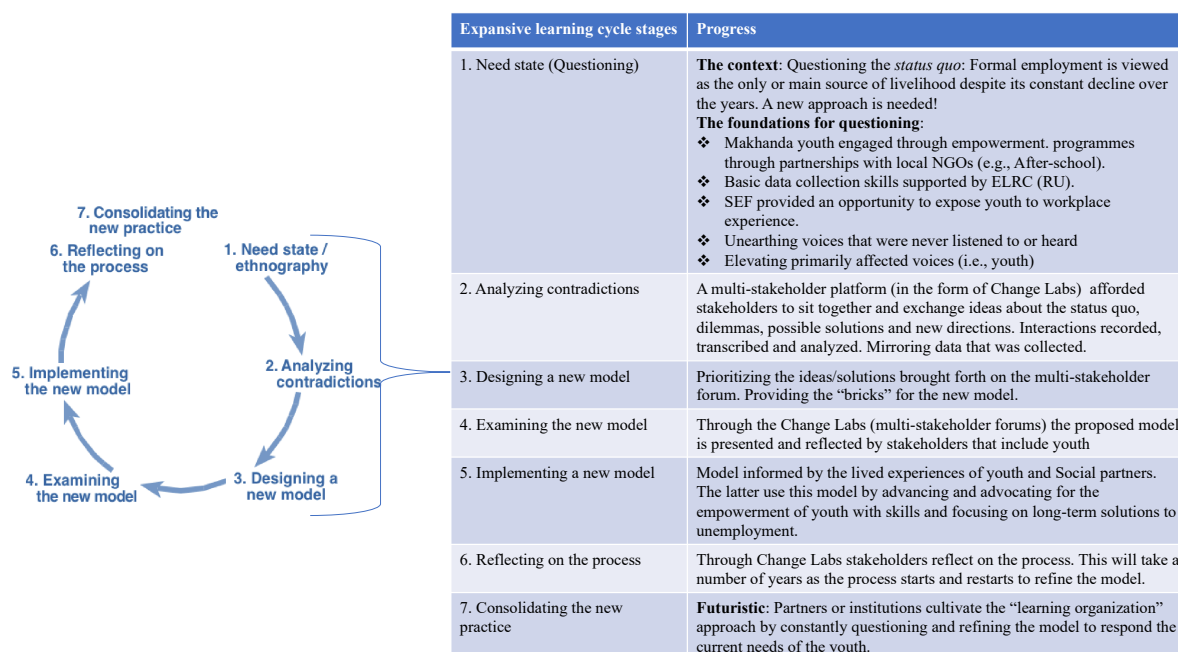 7. Consolidating the
new practice
6. Reflecting on
the process
1. Need state /
ethnography
5. Implementing
the new model
2. Analyzing
contradictions
4. Examining
the new model
3. Designing a
new model
Expansive learning cycle stages
Progress
1. Need state (Questioning)
The context: Questioning the status quo: Formal employment is viewed
as the only or main source of livelihood despite its constant decline over
the years. A new approach is needed!
The foundations for questioning:
❖ Makhanda youth engaged through empowerment. programmes
through partnerships with local NGOs (e.g., After-school).
❖ Basic data collection skills supported by ELRC (RU).
❖ SEF provided an opportunity to expose youth to workplace
experience.
❖ Unearthing voices that were never listened to or heard
❖ Elevating primarily affected voices (i.e., youth)
2. Analyzing contradictions
A multi-stakeholder platform (in the form of Change Labs) afforded
stakeholders to sit together and exchange ideas about the status quo,
dilemmas, possible solutions and new directions. Interactions recorded,
transcribed and analyzed. Mirroring data that was collected.
3. Designing a new model
Prioritizing the ideas/solutions brought forth on the multi-stakeholder
forum. Providing the “bricks” for the new model.
4. Examining the new model
Through the Change Labs (multi-stakeholder forums) the proposed model
is presented and reflected by stakeholders that include youth
5. Implementing a new model
Model informed by the lived experiences of youth and Social partners.
The latter use this model by advancing and advocating for the
empowerment of youth with skills and focusing on long-term solutions to
unemployment.
6. Reflecting on the process
Through Change Labs stakeholders reflect on the process. This will take a
number of years as the process starts and restarts to refine the model.
7. Consolidating the new
practice
Futuristic: Partners or institutions cultivate the “learning organization”
approach by constantly questioning and refining the model to respond the
current needs of the youth.